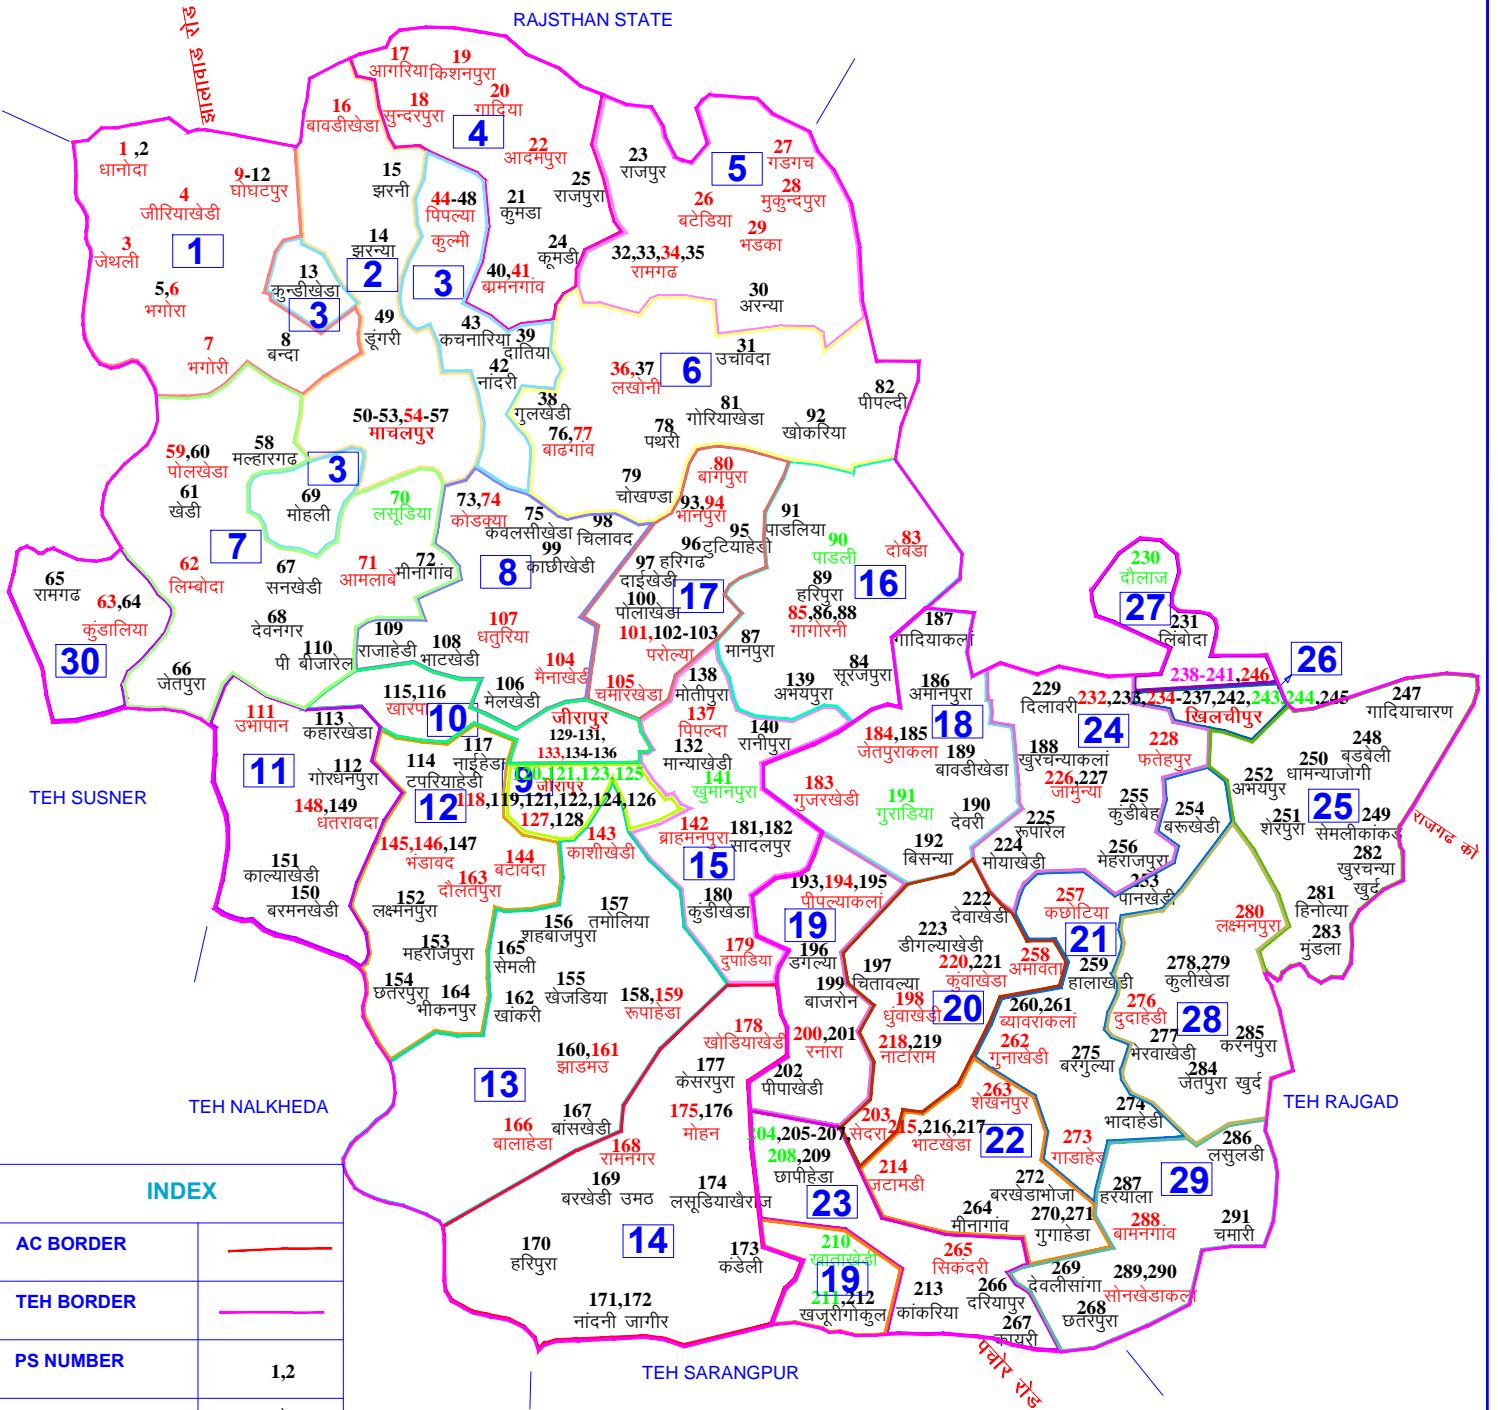 RAJSTHAN STATE
झालावाड रोड
17
आगरिया
19
किशनपुरा
16
बावडीखेडा
18
सुन्दरपुरा
20
गादिया
4
22
आदमपुरा
1 ,2
धानोदा
9-12
घोघटपुर
15
झरनी
4
जीरियाखेडी
3
जेथली
1
5,6
भगोरा
7
भगोरी
8
बन्दा
13
कुन्डीखेडा
3
14
झरन्या
2
49
डूंगरी
44-48
पिपल्या
कुल्मी
3
21
कुमडा
25
राजपुरा
24
कूमडी
40,41
बामनगांव
23
राजपुर
5
27
गडगच
28
मुकुन्दपुरा
26
बटेडिया
29
भडका
32,33,34,35
रामगढ
30
अरन्या
43
कचनारिया
39
दातिया
42
नांदरी
38
गुलखेडी
36,37
लखोनी
6
31
उचावदा
82
पीपल्दी
81
गोरियाखेडा
92
खोकरिया
78
पथरी
76,77
बाढगाव
79
चोखण्डा
50-53,54-57
माचलपुर
59,60
पोलखेडा
58
मल्हारगढ
3
61
खेडी
69
मोहली
70
लसूडिया
7
62
लिम्बोदा
67
सनखेडी
71
आमलाबे
72
मीनागांव
68
देवनगर
110
पी बीजारेल
66
जेतपुरा
65
रामगढ
63,64
कुंडालिया
30
73,74
कोडक्या
75
कवलसीखेडा
98
चिलावद
99
काछीखेडी
8
107
धतुरिया
109
राजाहेडी
108
भाटखेडी
104
मैनाखेडी
106
मेलखेडी
80
बांगपुरा
93,94
भानपुरा
95
टुटियाहेडी
96
हरिगढ
97
दाईखेडी
100
पोलाखेडा
17
101,102-103
परोल्या
105
चमारखेडा
91
पाडलिया
90
पाडली
83
दोबडा
89
हरिपुरा
16
85,86,88
गागोरनी
87
मानपुरा
84
सूरजपुरा
138
मोतीपुरा
139
अभयपुरा
137
पिपल्दा
140
रानीपुरा
132
मान्याखेडी
141
खुमानपुरा
187
गादियाकलां
186
अमानपुरा
18
184,185
जेतपुराकला
189
बावडीखेडा
183
गुजरखेडी
191
गुराडिया
190
देवरी
192
बिसन्या
230
दौलाज
27
231
लिंबोदा
26
238-241,246
229
दिलावरी
232,233,234-237,242,243,244,245
खिलचीपुर
24
188
खुरचन्याकलां
228
फतेहपुर
226,227
जामुन्या
225
रूपारेल
224
मोयाखेडी
255
कुंडीबेह
254
बरूखेडी
256
मेहराजपुरा
253
पानखेडी
247
गादियाचारण
248
बडबेली
250
धामन्याजोगी
252
अभयपुर
25
251
शेरपुरा
249
सेमलीकांकड
282
खुरचन्या
खुर्द
281
हिनोत्या
283
मुंडला
राजगढ को
111
उभापान
113
कहारखेडा
112
गोरधनपुरा
11
148,149
धतरावदा
151
काल्याखेडी
150
बरमनखेडी
TEH SUSNER
115,116
खारपा
10
117
नाईहेडा
114
टपरियाहेडी
12
जीरापुर
129-131,
133,134-136
120,121,123,125
9
जीरापुर
118,119,121,122,124,126
127,128
145,146,147
भंडावद
144
बटावदा
163
दोलतपुरा
143
काशीखेडी
152
लक्ष्मनपुरा
153
महराजपुरा
154
छतरपुरा
164
भीकनपुर
142
ब्राहमनपुरा
181,182
सादलपुर
15
180
कुंडीखेडा
179
दुपाडिया
157
तमोलिया
156
शहबाजपुरा
165
सेमली
155
खेजडिया
162
खांकरी
158,159
रूपाहेडा
160,161
झाडमउ
13
167
बांसखेडी
166
बालाहेडा
193,194,195
पीपल्याकलां
19
196
डगल्या
199
बाजरोन
200,201
रनारा
202
पीपाखेडी
222
देवाखेडी
223
डीगल्याखेडी
220,221
कुंवाखेडा
197
चितावल्या
198
धुंवाखेडी
20
218,219
नाटाराम
203
सेदरा
257
कछोटिया
21
258
अमावता
259
हालाखेडी
260,261
ब्यावराकलां
262
गुनाखेडी
275
बरगुल्या
274
भादाहेडी
273
गाडाहेड
280
लक्ष्मनपुरा
278,279
कुलीखेडा
276
दुदाहेडी
28
277
भेरवाखेडी
285
करनपुरा
284
जेतपुरा खुर्द
TEH RAJGAD
178
खोडियाखेडी
177
केसरपुरा
175,176
मोहन
168
रामनगर
169
बरखेडी उमठ
174
लसूडियाखैराज
14
170
हरिपुरा
173
कंडेली
171,172
नांदनी जागीर
204,205-207,
208,209
छापीहेडा
23
263
शेखनपुर
215,216,217
भाटखेडा
22
214
जटामडी
272
बरखेडाभोजा
264
मीनागांव
270,271
गुगाहेडा
286
लसुलडी
287
हरयाला
29
288
बामनगांव
291
चमारी
289,290
सोनखेडाकला
269
देवलीसांगा
268
छतरपुरा
210
खाताखेडी
19
211,212
खजूरीगोकुल
265
सिकंदरी
213
कांकरिया
266
दरियापुर
267
कायरी
पचोर रोड
TEH NALKHEDA
TEH SARANGPUR
INDEX
AC BORDER
TEH BORDER
PS NUMBER
1,2